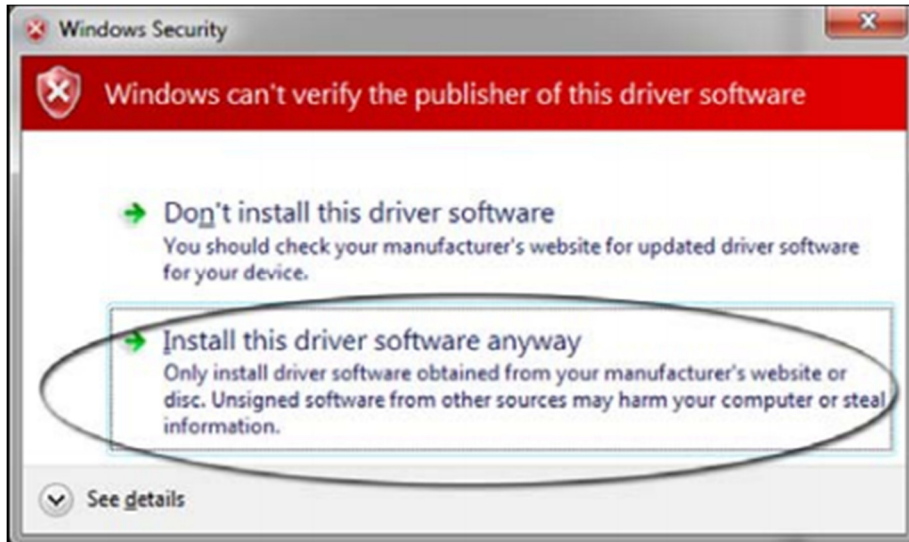 Windows Security
Windows can't verify the publisher of this driver software
Don't install this driver software
You should check your manufacturer's website for updated driver software
for your device.
Install this driver software anyway
Only install driver software obtained from your manufacturer's website or
disc. Unsigned software from other sources may harm your computer or steal
information.
See details